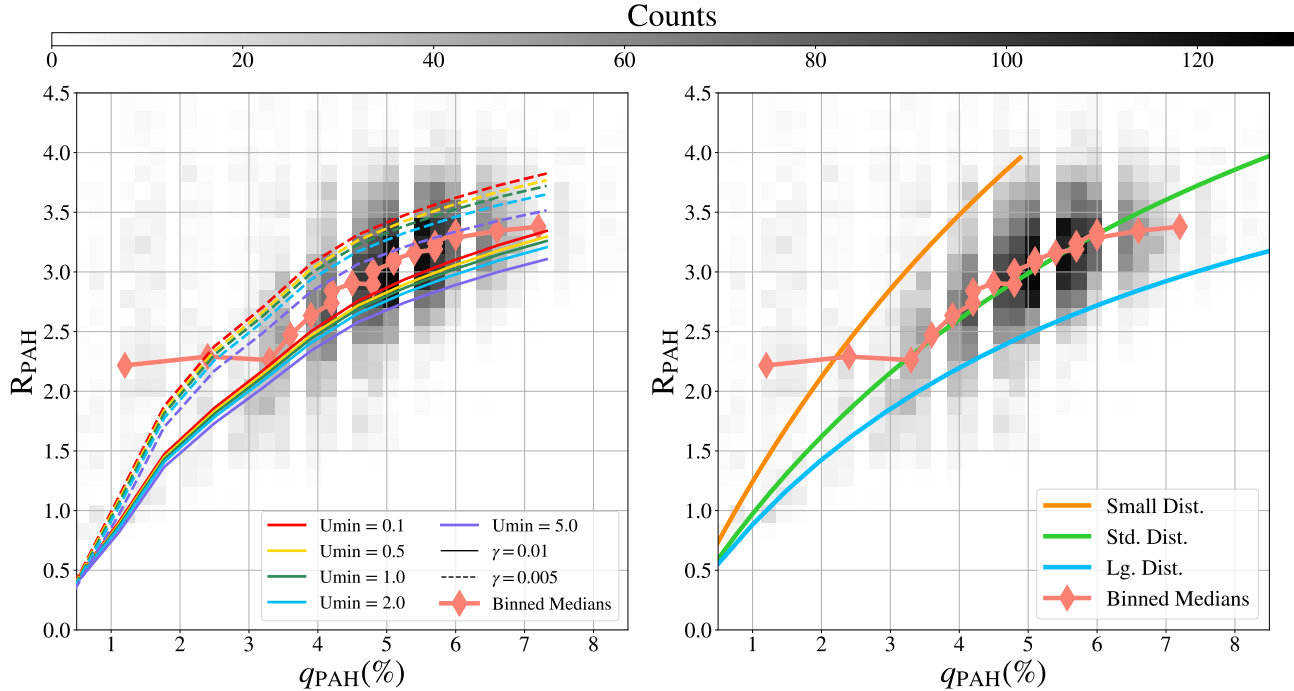 Counts
0 20 40 60 80 100 120
4.5
4.0
3.5
3.0
2.5
2.0
1.5
1.0
0.5
0.0
R_PAH
1 2 3 4 5 6 7 8
q_PAH(%)
Umin = 0.1
Umin = 0.5
Umin = 1.0
Umin = 2.0
Umin = 5.0
γ = 0.01
γ = 0.005
Binned Medians
4.5
4.0
3.5
3.0
2.5
2.0
1.5
1.0
0.5
0.0
R_PAH
1 2 3 4 5 6 7 8
q_PAH(%)
Small Dist.
Std. Dist.
Lg. Dist.
Binned Medians